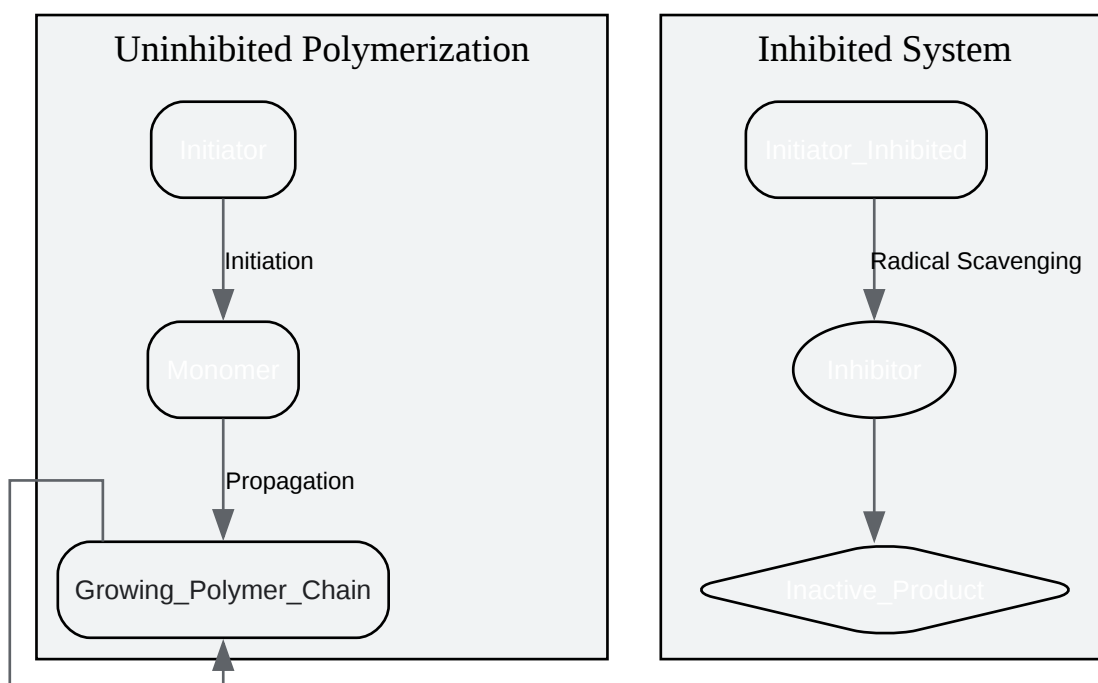 Uninhibited Polymerization
Initiator
Initiation
Monomer
Propagation
Growing_Polymer_Chain
Inhibited System
Initiator_Inhibited
Radical Scavenging
Inhibitor
Inactive_Product